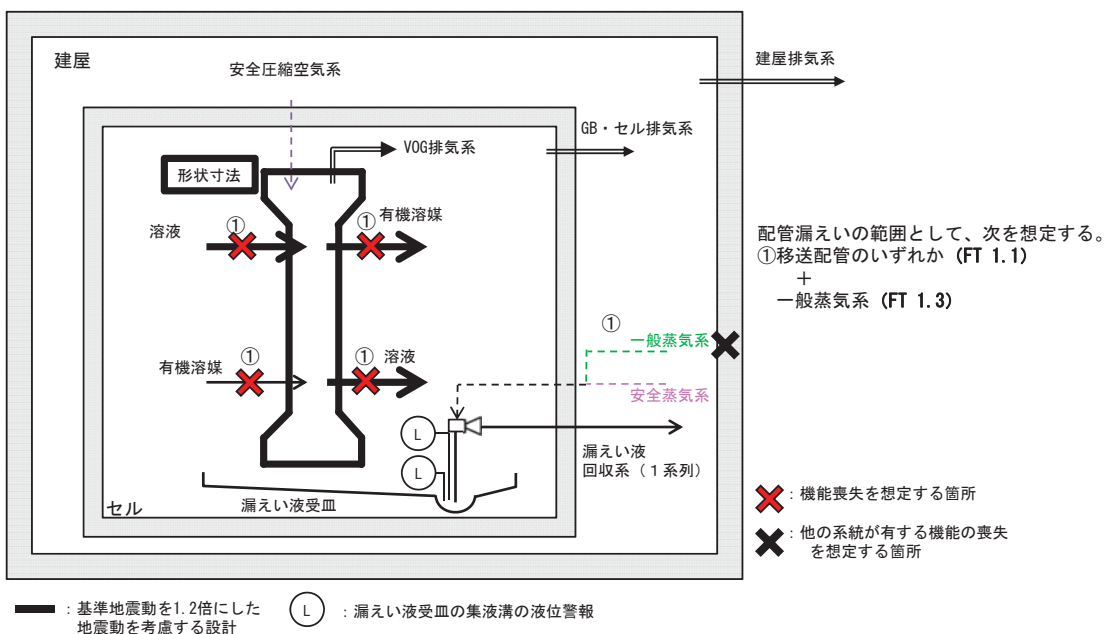 建屋
安全圧縮空気系
建屋排気系
GB・セル排気系
VOG排気系
形状寸法
溶液
①
①
有機溶媒
配管漏えいの範囲として、次を想定する。
①移送配管のいずれか (FT 1.1)
+
一般蒸気系 (FT 1.3)
①
一般蒸気系
有機溶媒
①
①
溶液
安全蒸気系
L
L
漏えい液
回収系(1系列)
漏えい液受皿
セル
:機能喪失を想定する箇所
:他の系統が有する機能の喪失
を想定する箇所
:基準地震動を1.2倍にした
地震動を考慮する設計
L
:漏えい液受皿の集液溝の液位警報